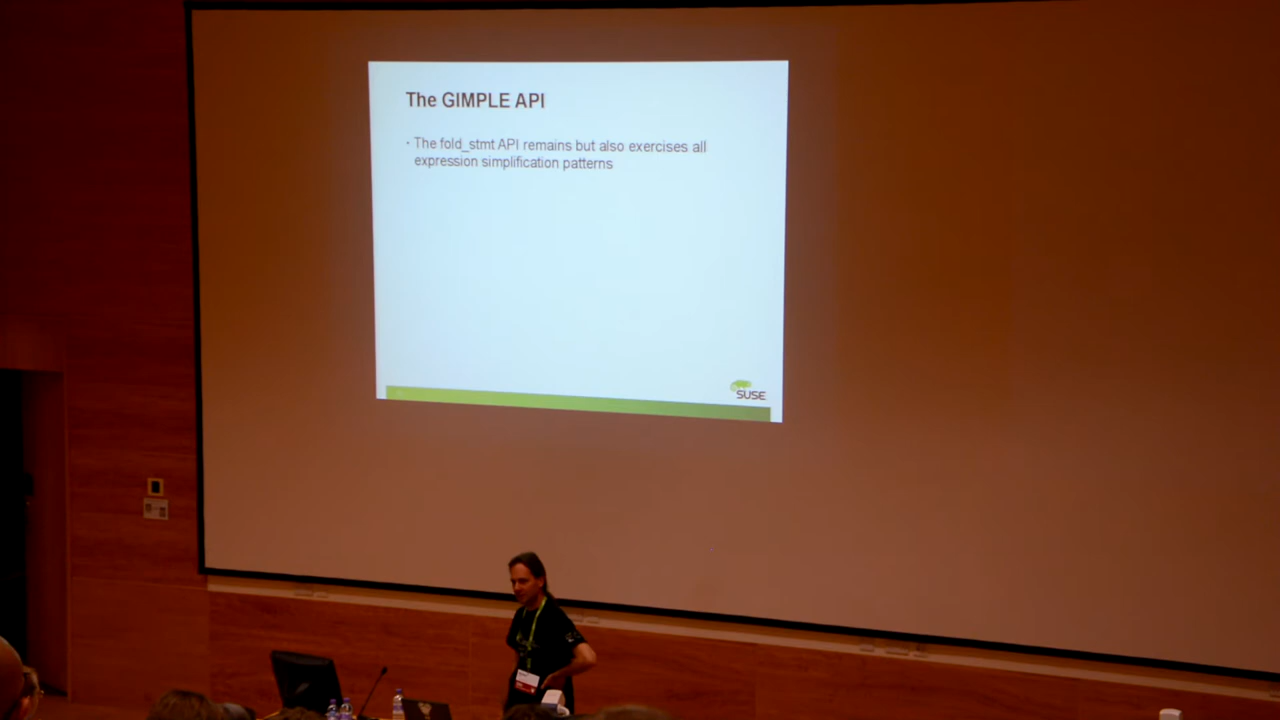 The GIMPLE API
· The fold_stmt API remains but also exercises all
expression simplification patterns
SUSE